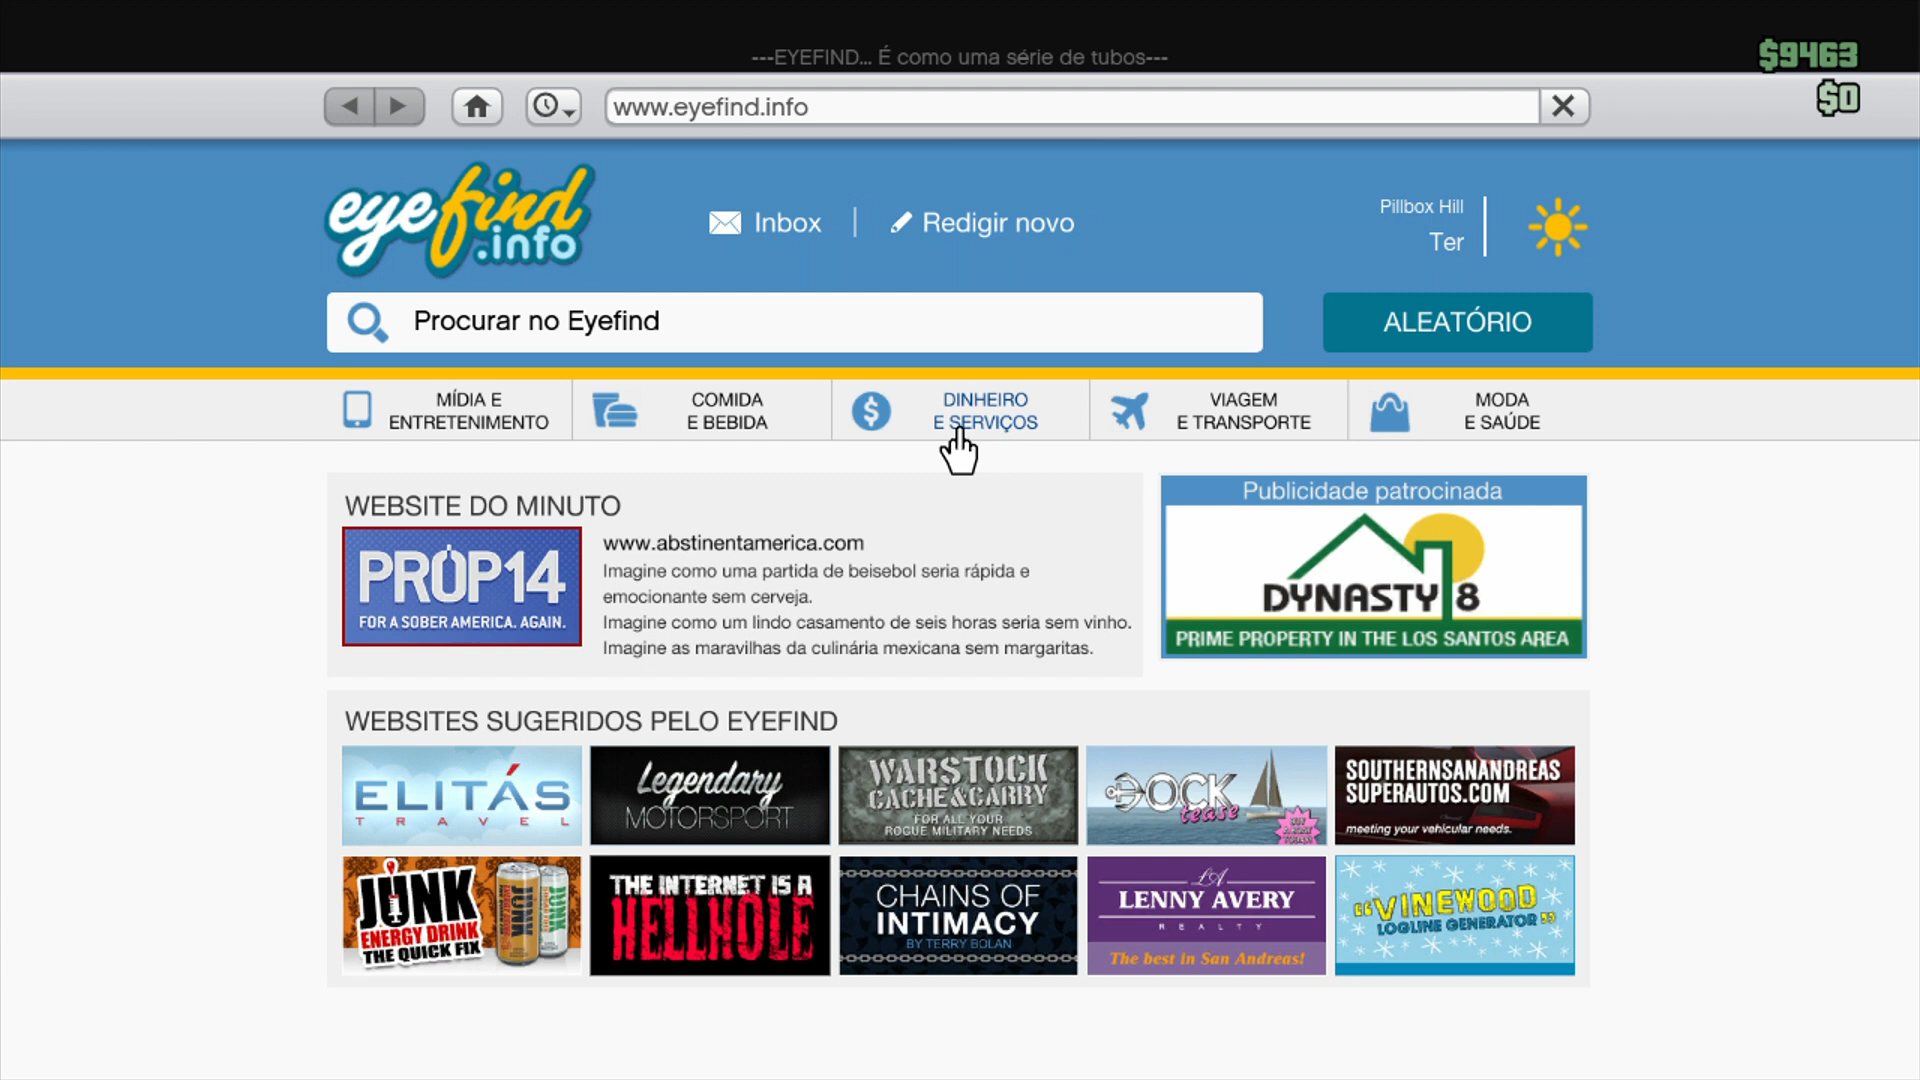 ---EYEFIND... É como uma série de tubos---
$9463
$0
www.eyefind.info
eyefind
.info
Inbox
Redigir novo
Pillbox Hill
Ter
Procurar no Eyefind
ALEATÓRIO
MÍDIA E
ENTRETENIMENTO
COMIDA
E BEBIDA
DINHEIRO
E SERVIÇOS
VIAGEM
E TRANSPORTE
MODA
E SAÚDE
WEBSITE DO MINUTO
PROP14
FOR A SOBER AMERICA. AGAIN.
www.abstinentamerica.com
Imagine como uma partida de beisebol seria rápida e
emocionante sem cerveja.
Imagine como um lindo casamento de seis horas seria sem vinho.
Imagine as maravilhas da culinária mexicana sem margaritas.
Publicidade patrocinada
DYNASTY 8
PRIME PROPERTY IN THE LOS SANTOS AREA
WEBSITES SUGERIDOS PELO EYEFIND
ELITÁS
TRAVEL
Legendary
MOTORSPORT
WARSTOCK
CACHE&CARRY
FOR ALL YOUR
ROGUE MILITARY NEEDS
DOCK
tease
SOUTHERNSANANDREAS
SUPERAUTOS.COM
meeting your vehicular needs.
JUNK
ENERGY DRINK
THE QUICK FIX
JUNK
JUNK
THE INTERNET IS A
HELLHOLE
CHAINS OF
INTIMACY
BY TERRY BOLAN
LA
LENNY AVERY
REALTY
The best in San Andreas!
"VINEWOOD
LOGLINE GENERATOR"